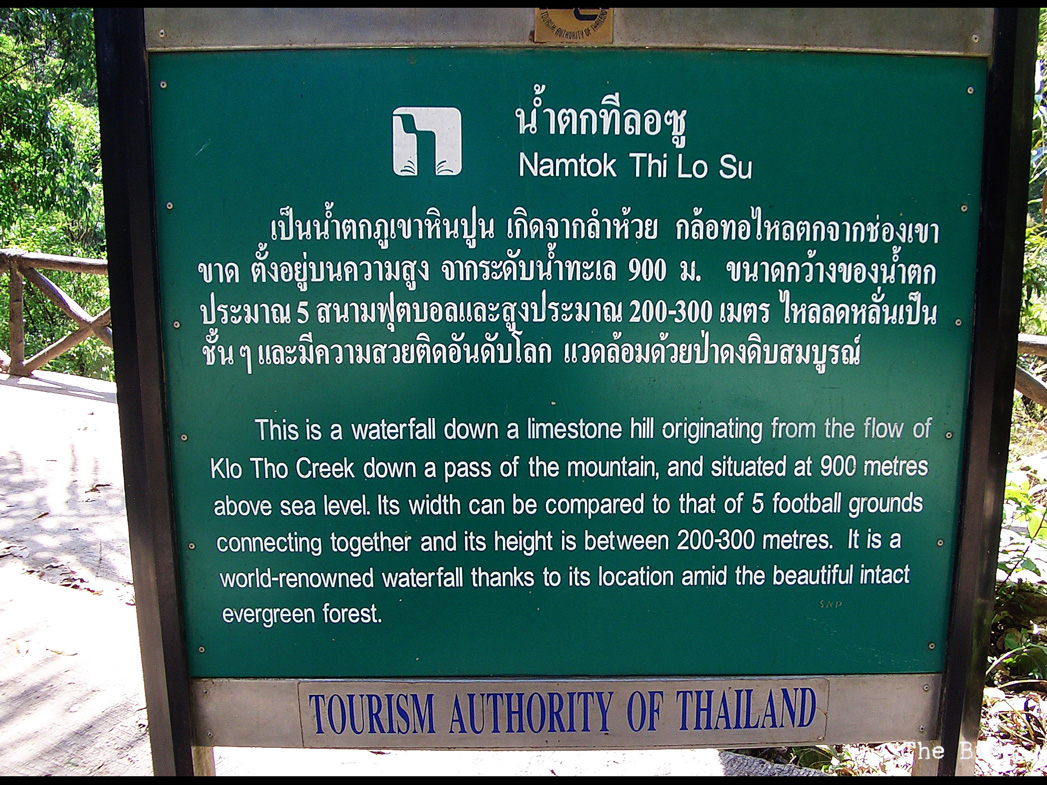 TOURISM AUTHORITY OF THAILAND
น้ำตกทีลอซู
Namtok Thi Lo Su
เป็นน้ำตกภูเขาหินปูน เกิดจากลำห้วย กล้อทอไหลตกจากช่องเขา
ขาด ตั้งอยู่บนความสูง จากระดับน้ำทะเล 900 ม. ขนาดกว้างของน้ำตก
ประมาณ 5 สนามฟุตบอลและสูงประมาณ 200-300 เมตร ไหลลดหลั่นเป็น
ชั้น ๆ และมีความสวยติดอันดับโลก แวดล้อมด้วยป่าดงดิบสมบูรณ์
This is a waterfall down a limestone hill originating from the flow of
Klo Tho Creek down a pass of the mountain, and situated at 900 metres
above sea level. Its width can be compared to that of 5 football grounds
connecting together and its height is between 200-300 metres. It is a
world-renowned waterfall thanks to its location amid the beautiful intact
evergreen forest.
SNP
TOURISM AUTHORITY OF THAILAND
The